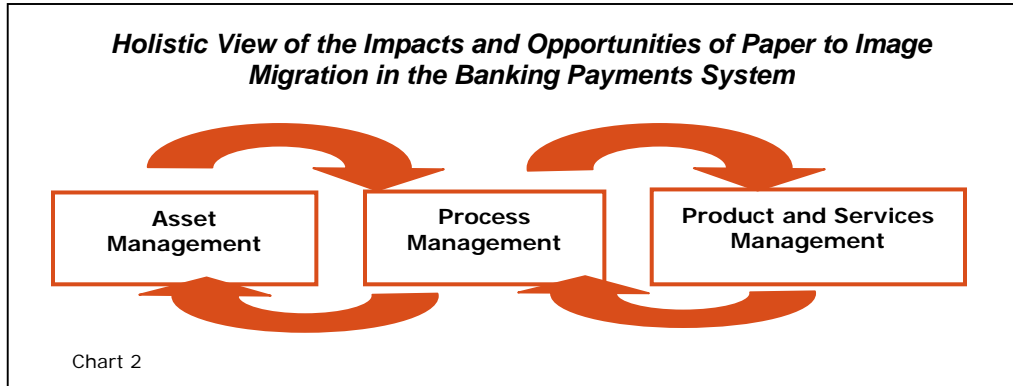 Holistic View of the Impacts and Opportunities of Paper to Image
Migration in the Banking Payments System
Asset
Management
Process
Management
Product and Services
Management
Chart 2